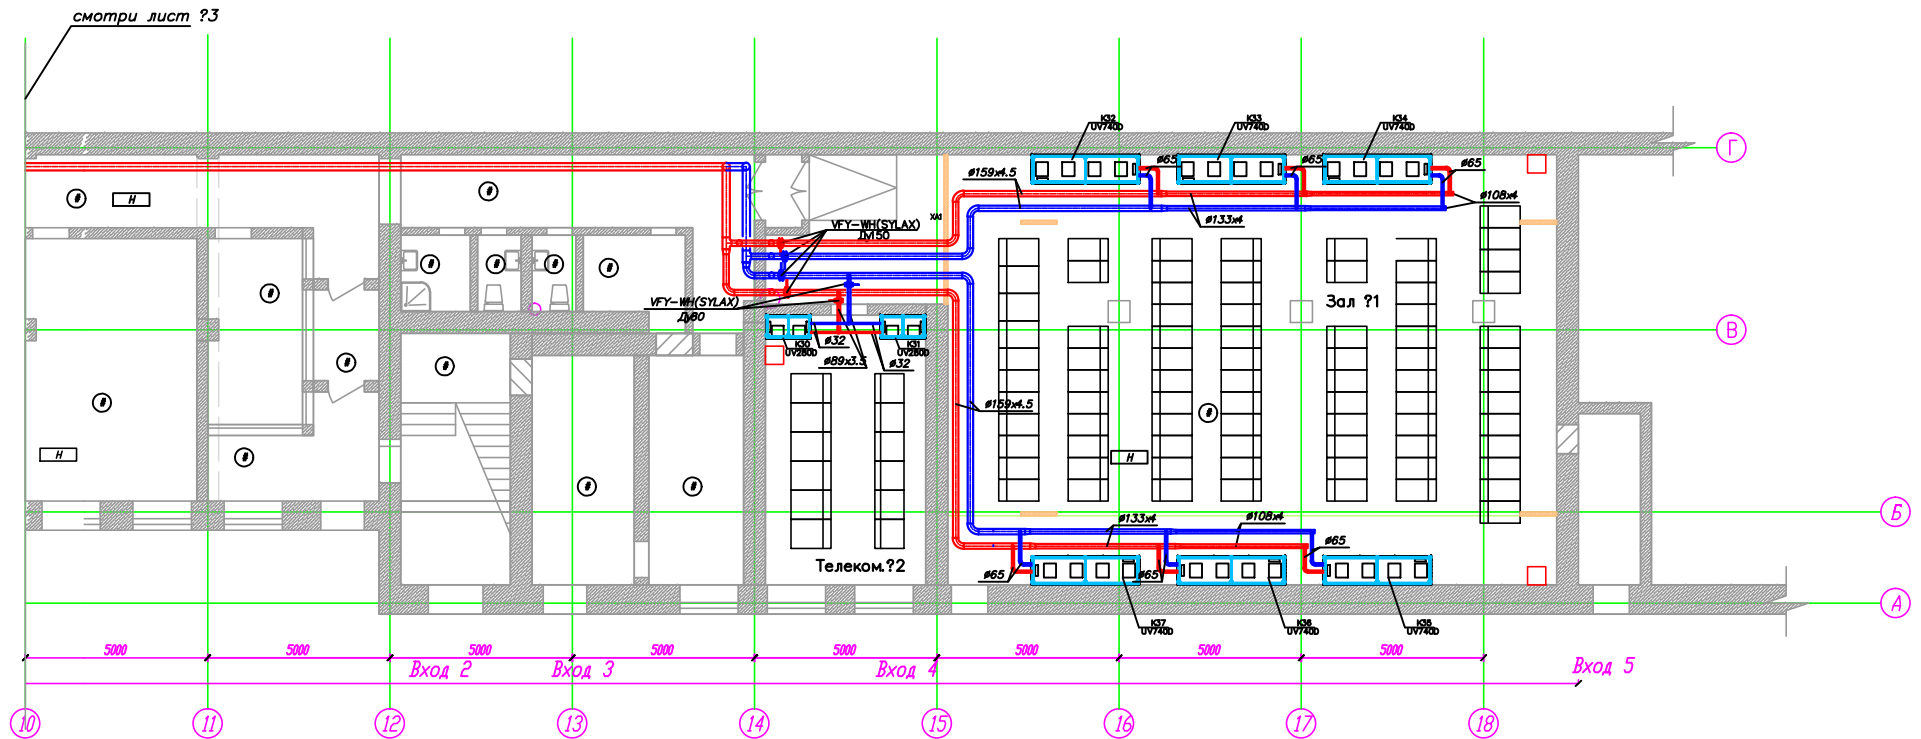 смотри лист ?3
К32
UV740D
К33
UV740D
К34
UV740D
Г
ø65
ø65
ø65
ø159x4.5
ø108x4
ø133x4
#
H
#
VFY-WH(SYLAX)
Ду150
#
#
#
#
#
VFY-WH(SYLAX)
Ду80
Зал ?1
В
К30
UV280D
ø32
К31
UV280D
ø89x3.5
ø32
#
#
#
ø159x4.5
#
#
H
H
#
#
Б
ø133x4
ø108x4
ø65
Телеком.?2
ø65
ø65
А
К37
UV740D
К36
UV740D
К35
UV740D
5000
5000
5000
5000
5000
5000
5000
5000
Вход 2
Вход 3
Вход 4
Вход 5
10
11
12
13
14
15
16
17
18